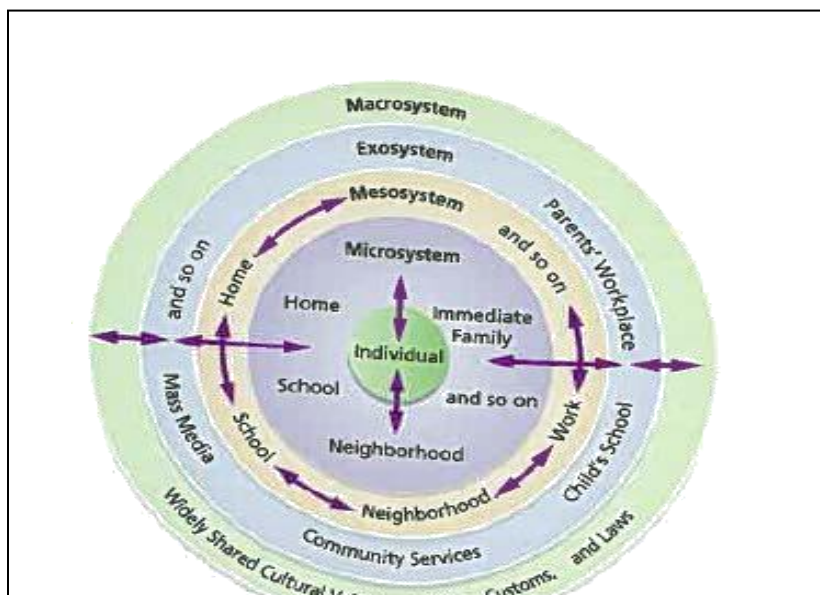 Macrosystem
Exosystem
Mesosystem
Microsystem
and so on
Home
and so on
Parents' Workplace
Home
Immediate
Family
Individual
School
and so on
Neighborhood
Mass Media
School
Neighborhood
Work
Child's School
Community Services
Widely Shared Cultural
Customs, and Laws